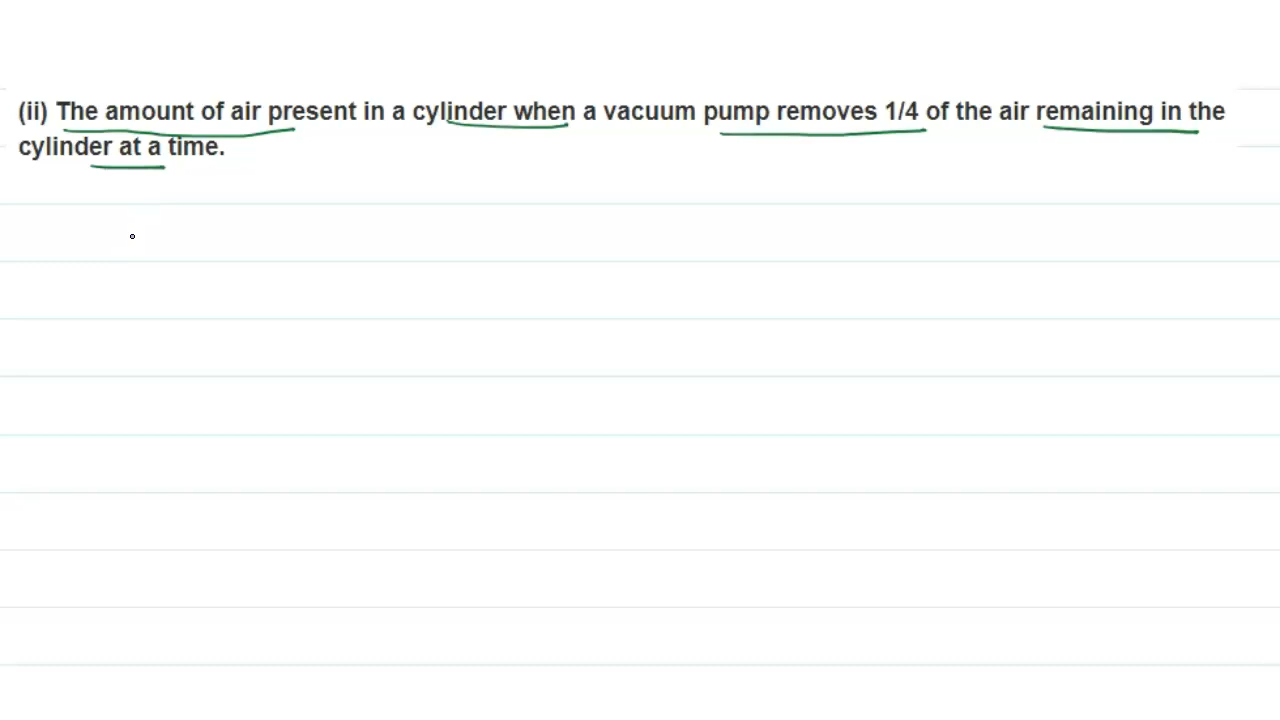 (ii) The amount of air present in a cylinder when a vacuum pump removes 1/4 of the air remaining in the
cylinder at a time.